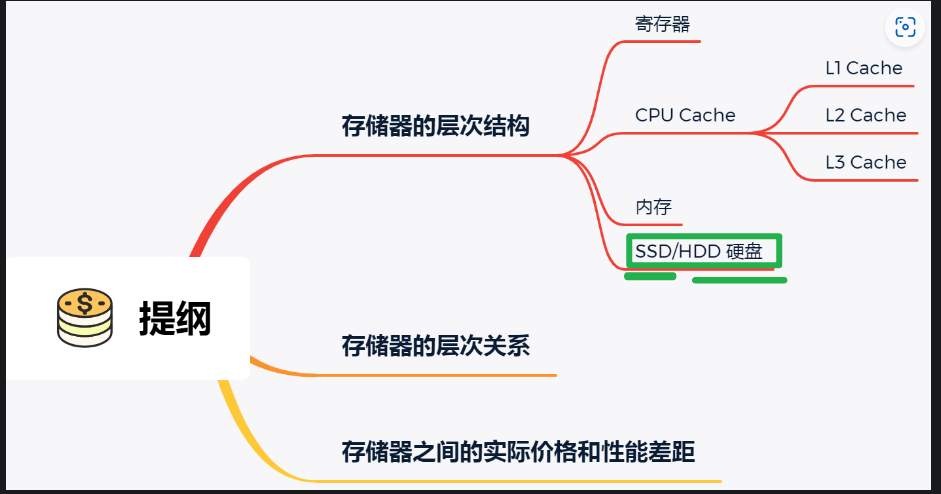 寄存器
L1 Cache
存储器的层次结构
CPU Cache
L2 Cache
L3 Cache
内存
SSD/HDD 硬盘
提纲
存储器的层次关系
存储器之间的实际价格和性能差距